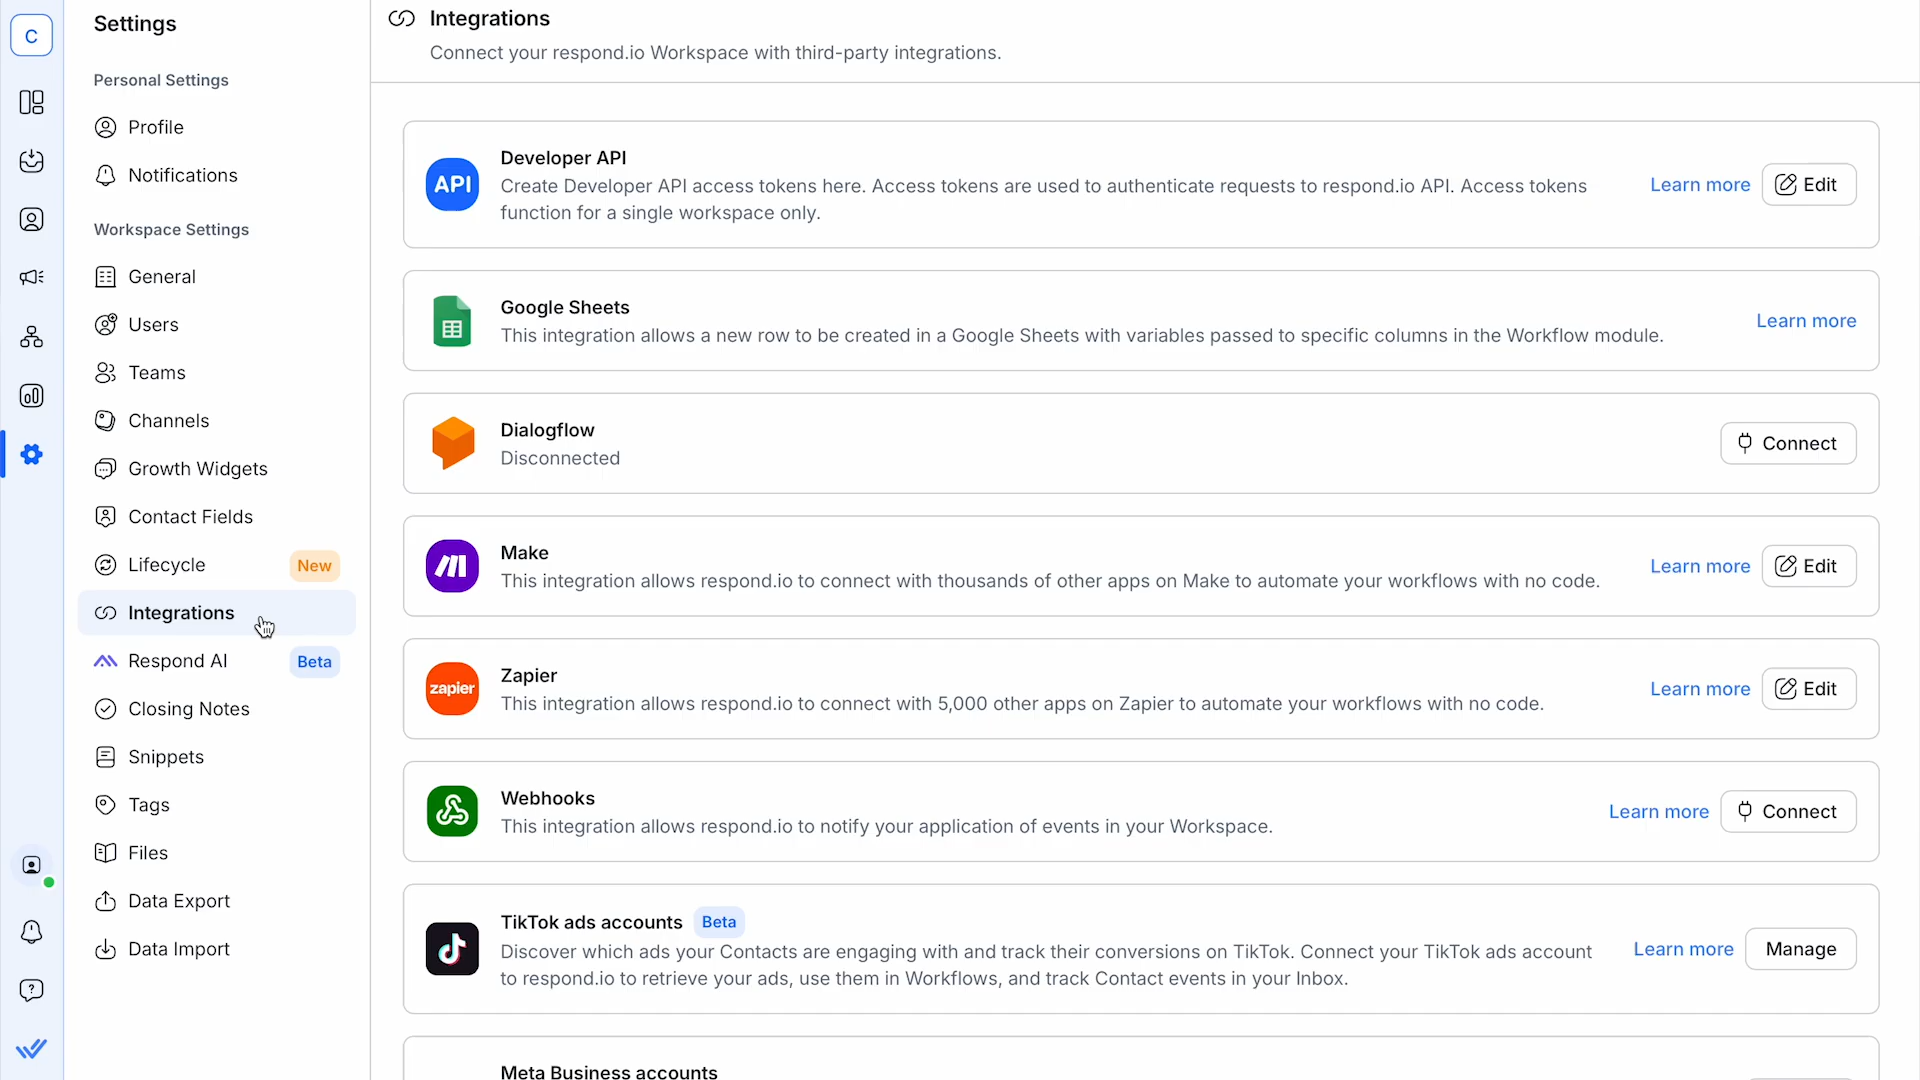 C
Settings
Personal Settings
Profile
Notifications
Workspace Settings
General
Users
Teams
Channels
Growth Widgets
Contact Fields
Lifecycle New
Integrations
Respond AI Beta
Closing Notes
Snippets
Tags
Files
Data Export
Data Import
Integrations
Connect your respond.io Workspace with third-party integrations.
API
Developer API
Create Developer API access tokens here. Access tokens are used to authenticate requests to respond.io API. Access tokens
function for a single workspace only.
Learn more Edit
Google Sheets
This integration allows a new row to be created in a Google Sheets with variables passed to specific columns in the Workflow module.
Learn more
Dialogflow
Disconnected
Connect
Make
This integration allows respond.io to connect with thousands of other apps on Make to automate your workflows with no code.
Learn more Edit
zapier
Zapier
This integration allows respond.io to connect with 5,000 other apps on Zapier to automate your workflows with no code.
Learn more Edit
Webhooks
This integration allows respond.io to notify your application of events in your Workspace.
Learn more Connect
TikTok ads accounts Beta
Discover which ads your Contacts are engaging with and track their conversions on TikTok. Connect your TikTok ads account
to respond.io to retrieve your ads, use them in Workflows, and track Contact events in your Inbox.
Learn more Manage
Meta Business accounts